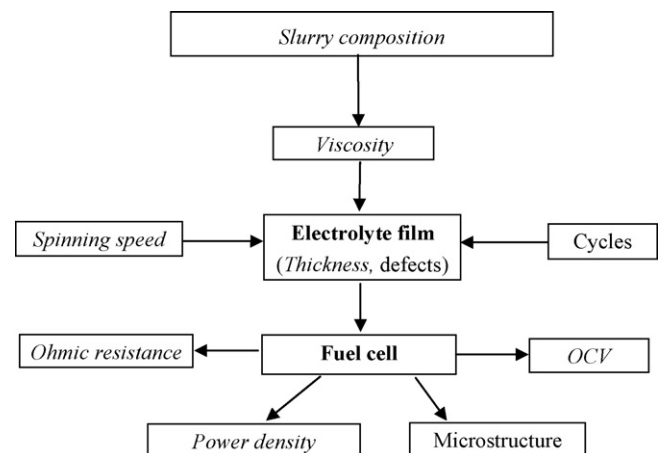 Slurry composition
Viscosity
Spinning speed
Electrolyte film
(Thickness, defects)
Cycles
Ohmic resistance
Fuel cell
OCV
Power density
Microstructure